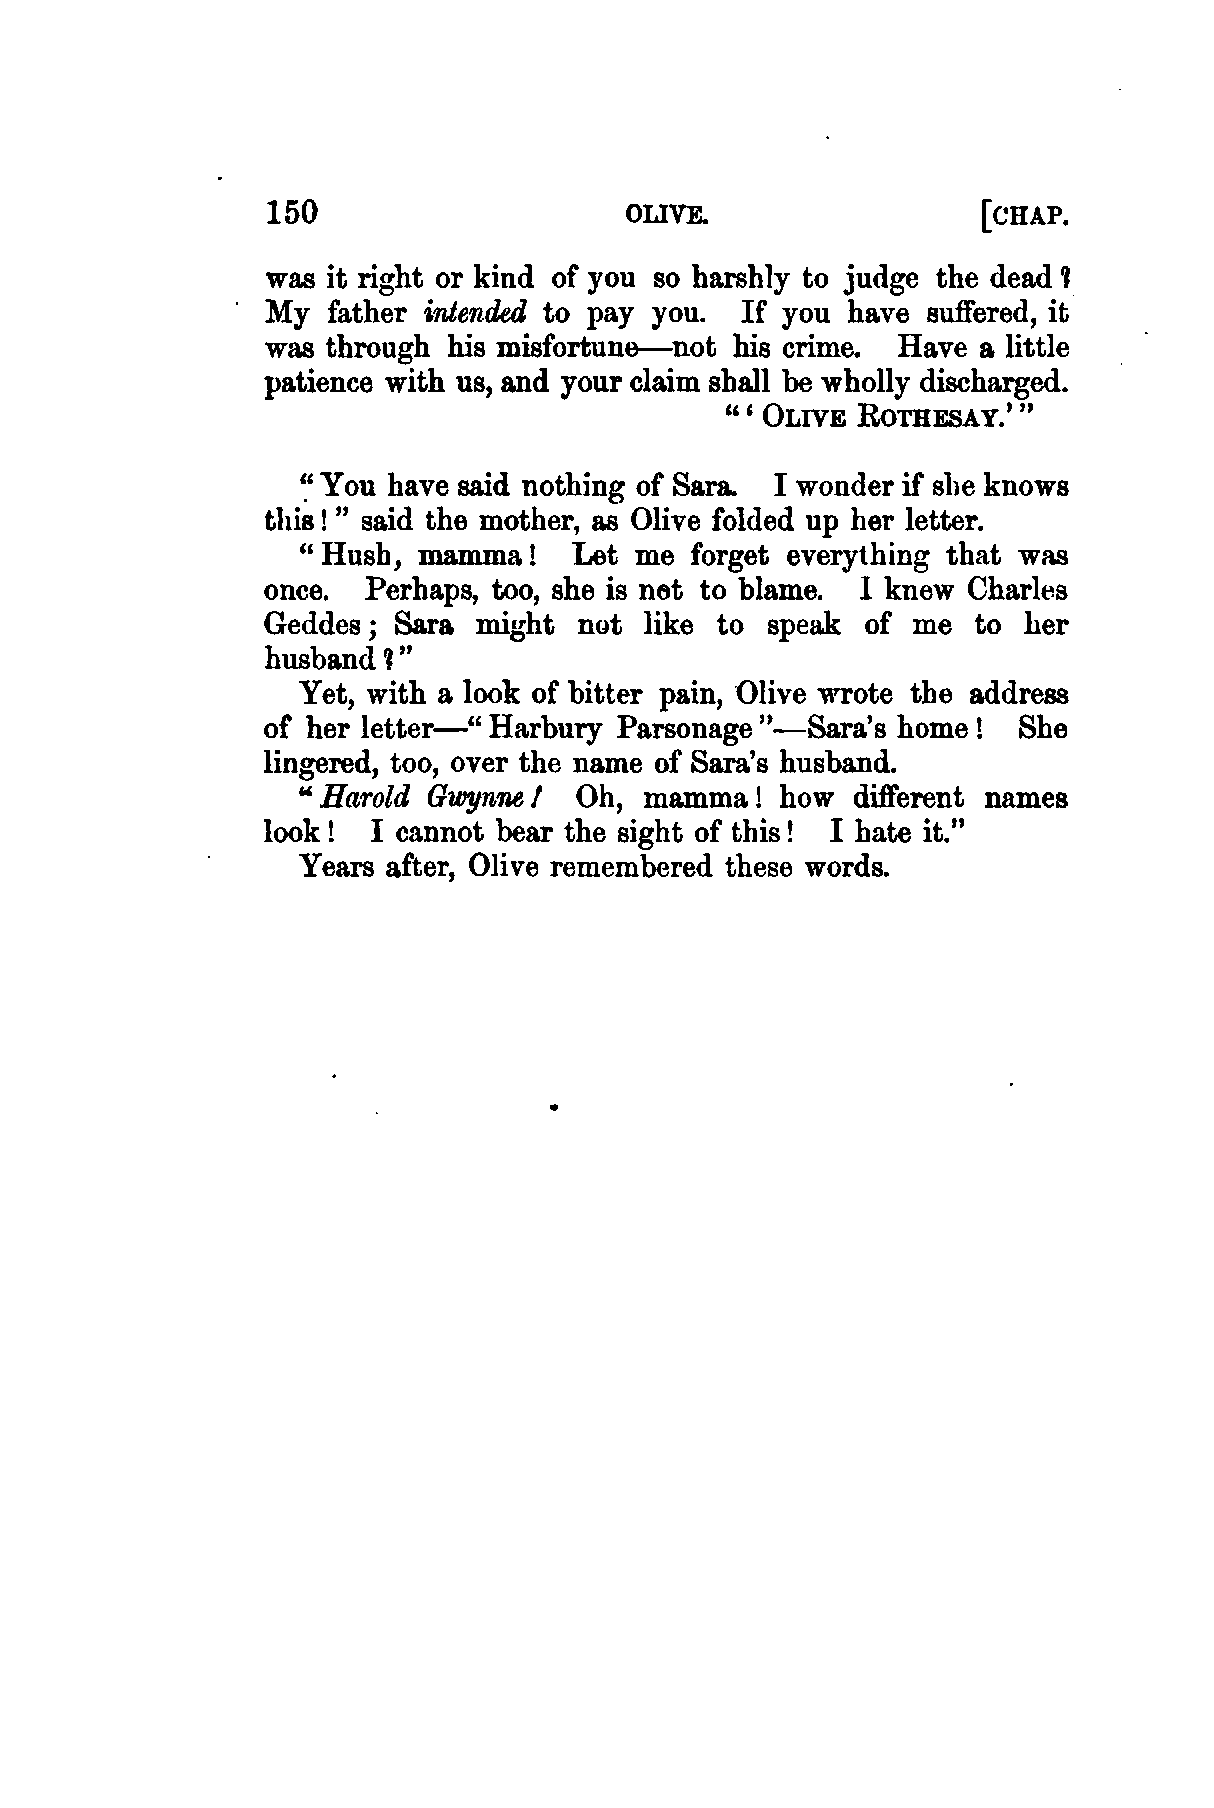 150 OLIVE. [CHAP.
was it right or kind of you so harshly to judge the dead?
My father intended to pay you. If you have suffered, it
was through his misfortune—not his crime. Have a little
patience with us, and your claim shall be wholly discharged.
“‘OLIVE ROTHESAY.’”
“You have said nothing of Sara. I wonder if she knows
this!” said the mother, as Olive folded up her letter.
“Hush, mamma! Let me forget everything that was
once. Perhaps, too, she is not to blame. I knew Charles
Geddes; Sara might not like to speak of me to her
husband?”
Yet, with a look of bitter pain, Olive wrote the address
of her letter—“Harbury Parsonage”—Sara’s home! She
lingered, too, over the name of Sara’s husband.
“Harold Gwynne! Oh, mamma! how different names
look! I cannot bear the sight of this! I hate it.”
Years after, Olive remembered these words.